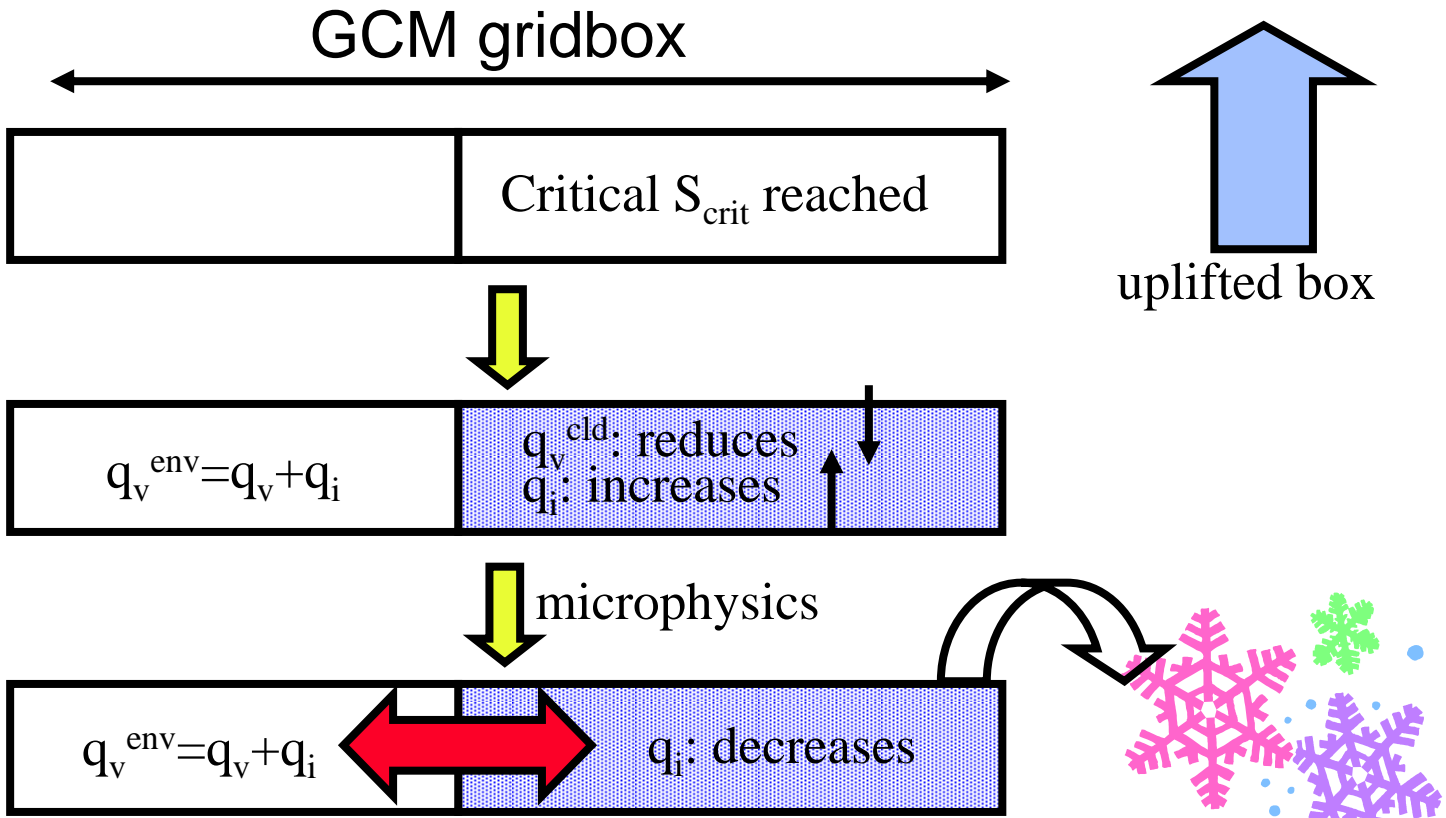 GCM gridbox
Critical S_crit reached
uplifted box
q_v^env=q_v+q_i
q_v^cld: reduces
q_i: increases
microphysics
q_v^env=q_v+q_i
q_i: decreases